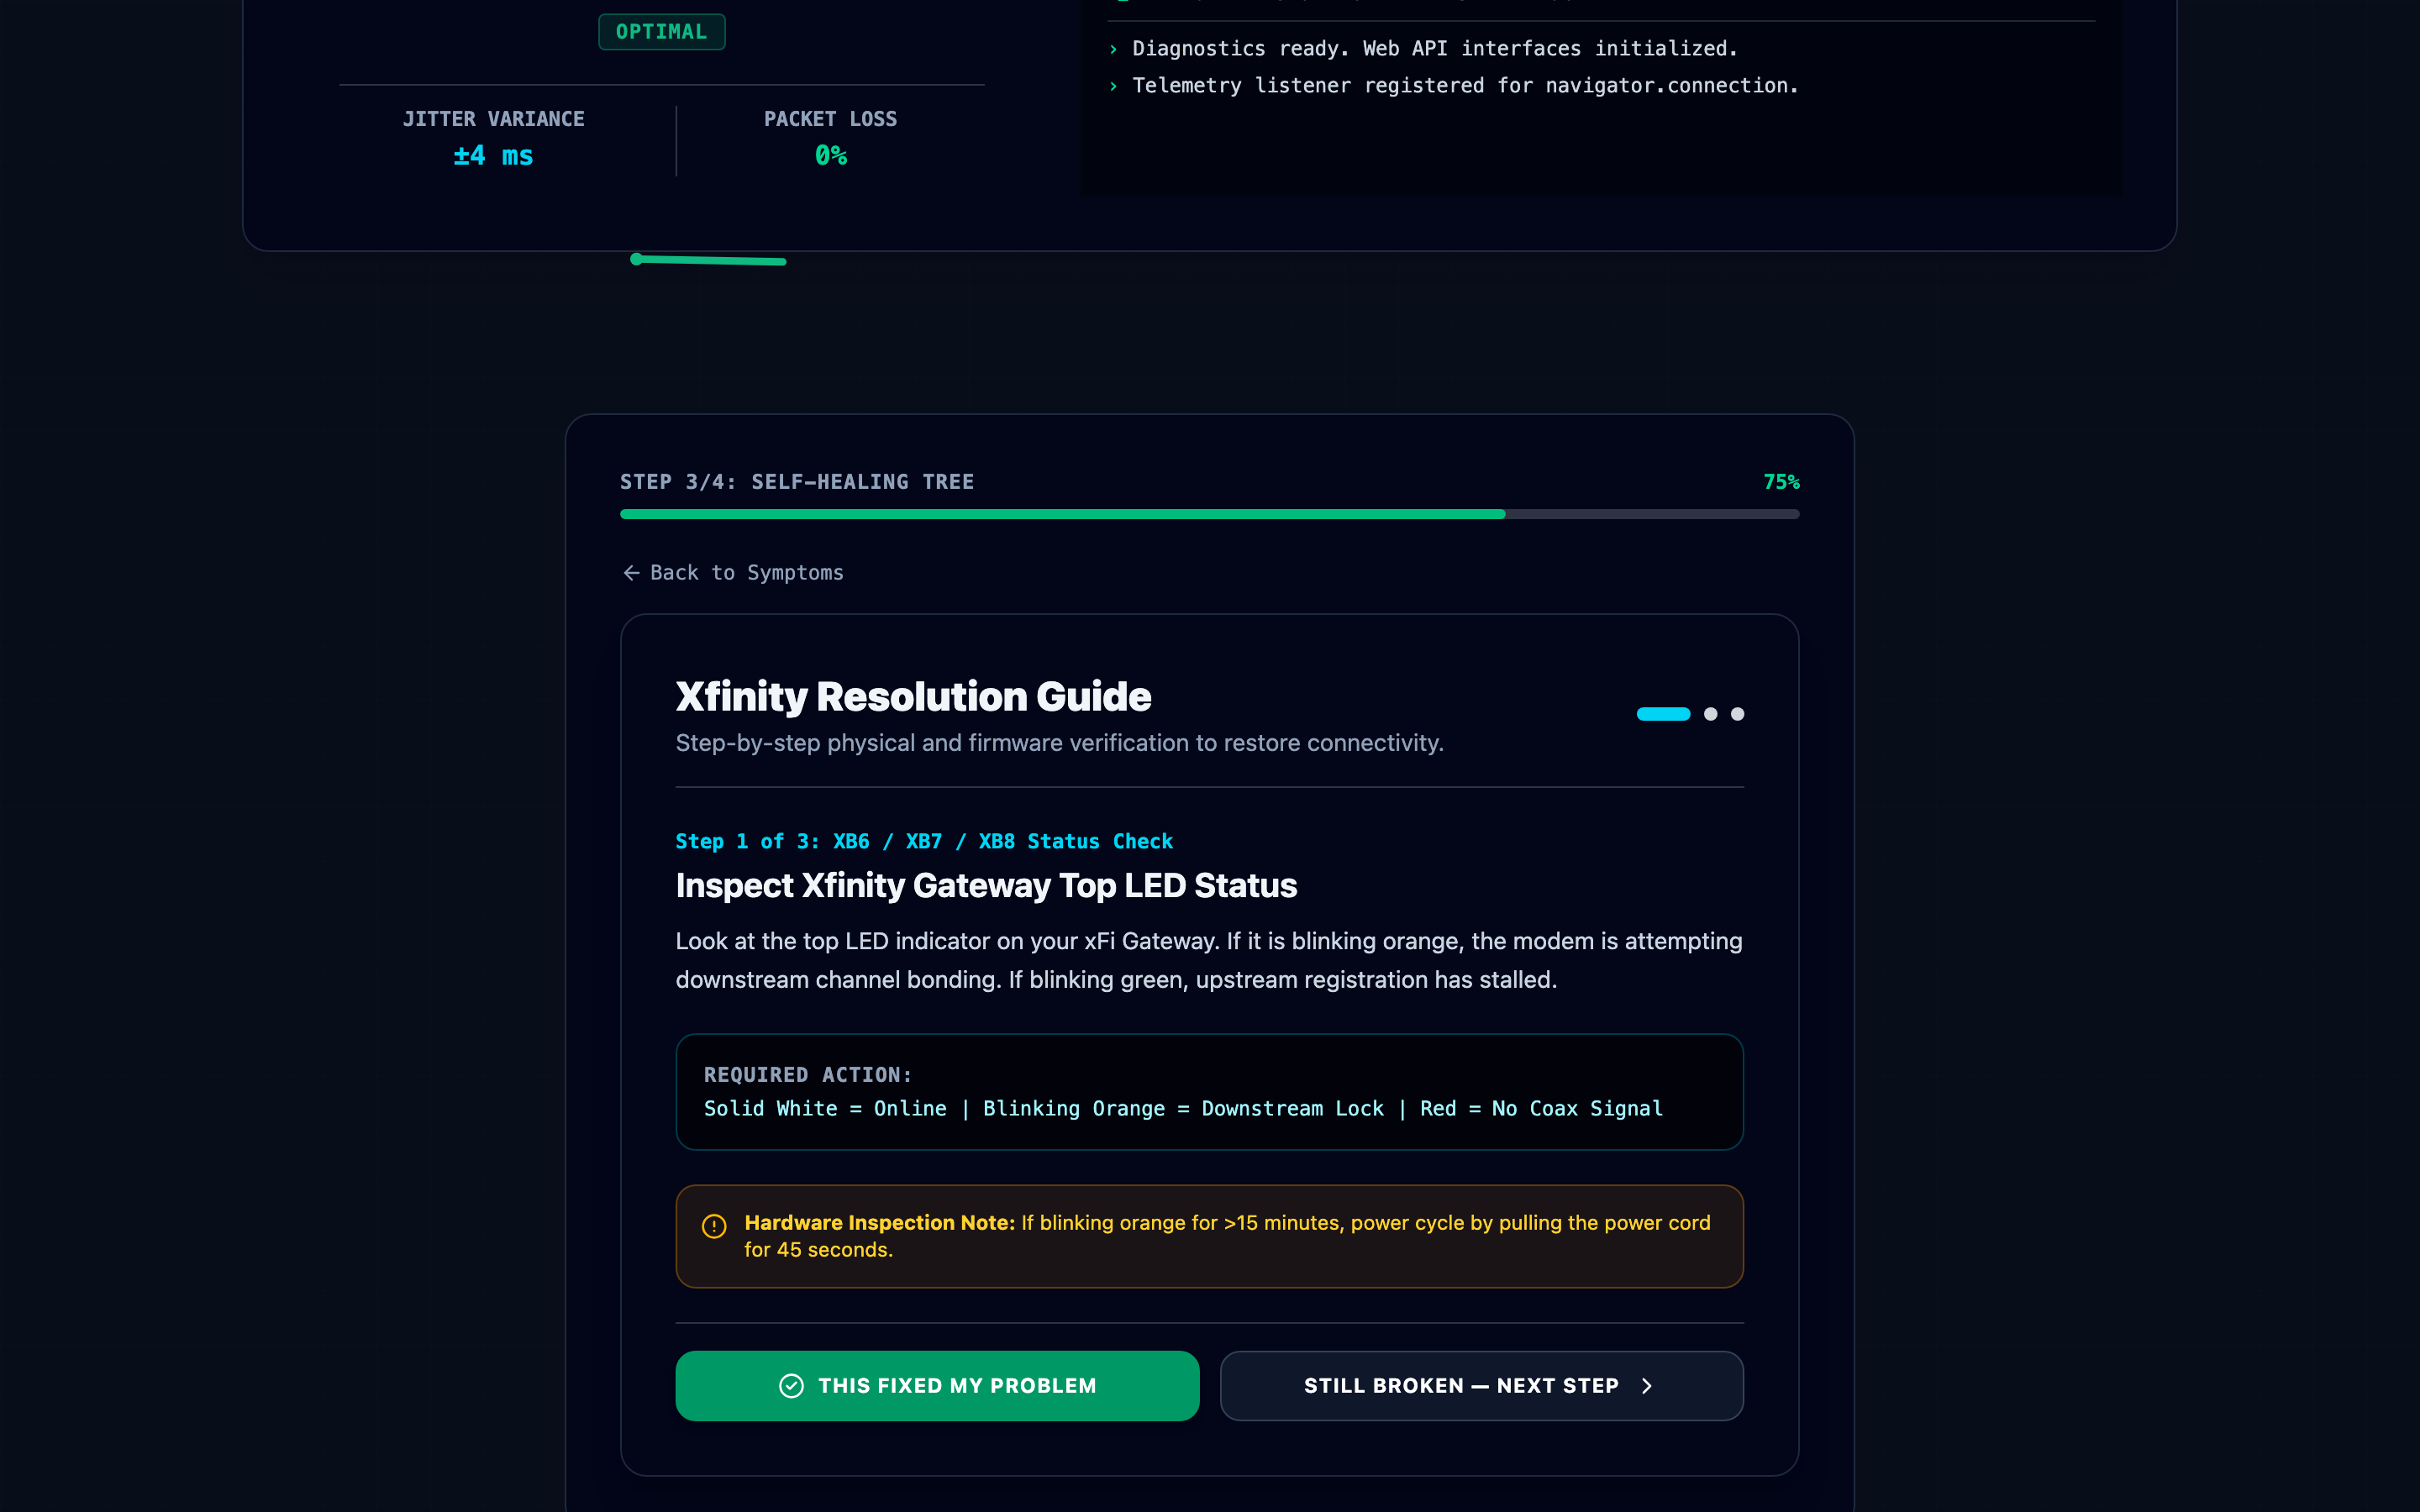 OPTIMAL
JITTER VARIANCE
±4 ms
PACKET LOSS
0%
› Diagnostics ready. Web API interfaces initialized.
› Telemetry listener registered for navigator.connection.
STEP 3/4: SELF-HEALING TREE
75%
← Back to Symptoms
Xfinity Resolution Guide
Step-by-step physical and firmware verification to restore connectivity.
Step 1 of 3: XB6 / XB7 / XB8 Status Check
Inspect Xfinity Gateway Top LED Status
Look at the top LED indicator on your xFi Gateway. If it is blinking orange, the modem is attempting
downstream channel bonding. If blinking green, upstream registration has stalled.
REQUIRED ACTION:
Solid White = Online | Blinking Orange = Downstream Lock | Red = No Coax Signal
Hardware Inspection Note: If blinking orange for >15 minutes, power cycle by pulling the power cord
for 45 seconds.
THIS FIXED MY PROBLEM
STILL BROKEN — NEXT STEP